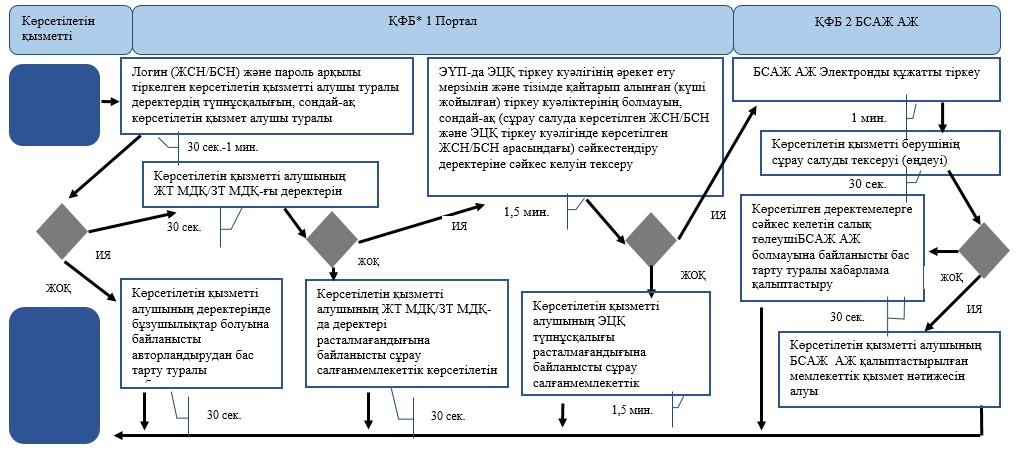 Көрсетілетін
қызметті
ҚФБ* 1 Портал
ҚФБ 2 БСАЖ АЖ
Логин (ЖСН/БСН) және пароль арқылы
тіркелген көрсетілетін қызметті алушы туралы
деректердің түпнұсқалығын, сондай-ақ
көрсетілетін қызмет алушы туралы
30 сек.-1 мин.
Көрсетілетін қызметті алушының
ЖТ МДҚ/ЗТ МДҚ-ғы деректерін
30 сек.
ИЯ
ЖОҚ
Көрсетілетін қызметті
алушының деректерінде
бұзушылықтар болуына
байланысты
авторландырудан бас
тарту туралы
30 сек.
ЭҮП-да ЭЦҚ тіркеу куәлігінің әрекет ету
мерзімін және тізімде қайтарып алынған (күші
жойылған) тіркеу куәліктерінің болмауын,
сондай-ақ (сұрау салуда көрсетілген ЖСН/БСН
және ЭЦҚ тіркеу куәлігінде көрсетілген
ЖСН/БСН арасындағы) сәйкестендіру
деректеріне сәйкес келуін тексеру
1,5 мин.
ИЯ
ЖОҚ
Көрсетілетін қызметті
алушының ЖТ МДҚ/ЗТ МДҚ-
да деректері
расталмағандығына
байланысты сұрау
салғанмемлекеттік көрсетілетін
30 сек.
ИЯ
ЖОҚ
Көрсетілетін қызметті
алушының ЭЦҚ
түпнұсқалығы
расталмағандығына
байланысты сұрау
салғанмемлекеттік
1,5 мин.
БСАЖ АЖ Электронды құжатты тіркеу
1 мин.
Көрсетілетін қызметті берушінің
сұрау салуды тексеруі (өңдеуі)
30 сек.
Көрсетілген деректемелерге
сәйкес келетін салық
төлеушіБСАЖ АЖ
болмауына байланысты бас
тарту туралы хабарлама
қалыптастыру
ЖОҚ
ИЯ
30 сек.
Көрсетілетін қызметті алушының
БСАЖ АЖ қалыптастырылған
мемлекеттік қызмет нәтижесін
алуы